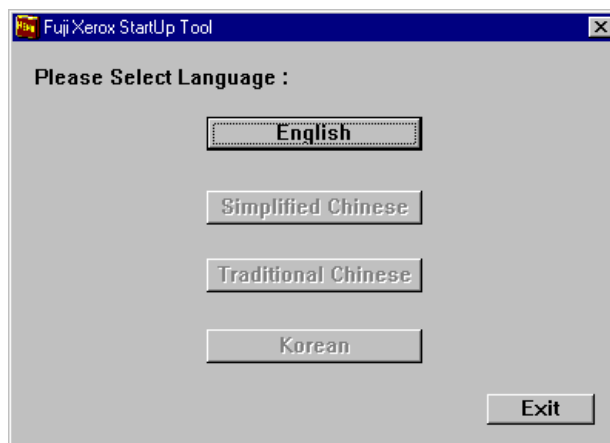 Fuji Xerox StartUp Tool
Please Select Language :
English
Simplified Chinese
Traditional Chinese
Korean
Exit